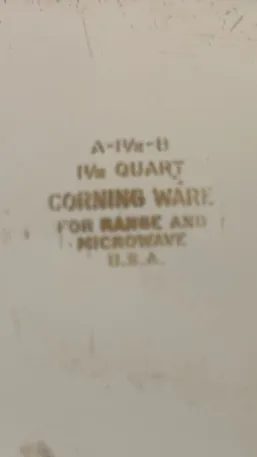 A-1½-B
1½ QUART
CORNING WARE
FOR RANGE AND
MICROWAVE
U.S.A.